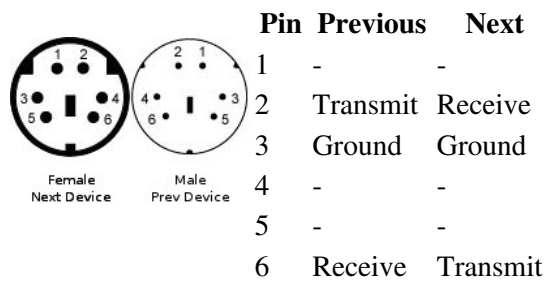 Pin Previous Next
1 - -
2 Transmit Receive
3 Ground Ground
4 - -
5 - -
6 Receive Transmit
1 2
3 4
5 6
Female
Next Device
2 1
4 3
6 5
Male
Prev Device